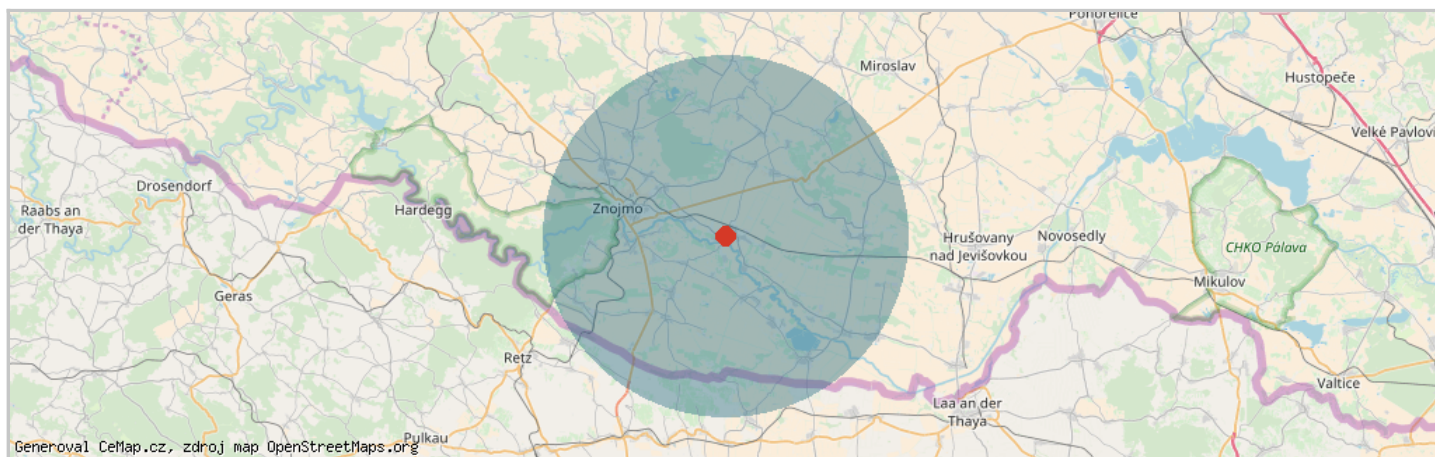 Pohořelice
Miroslav
Hustopeče
Velké Pavlovi
Drosendorf
Raabs an
der Thaya
Hardegg
Znojmo
Hrušovany
nad Jevišovkou
Novosedly
CHKO Pálava
Mikulov
Geras
Retz
Valtice
Laa an der
Thaya
Pulkau
Generoval CeMap.cz, zdroj map OpenStreetMaps.org